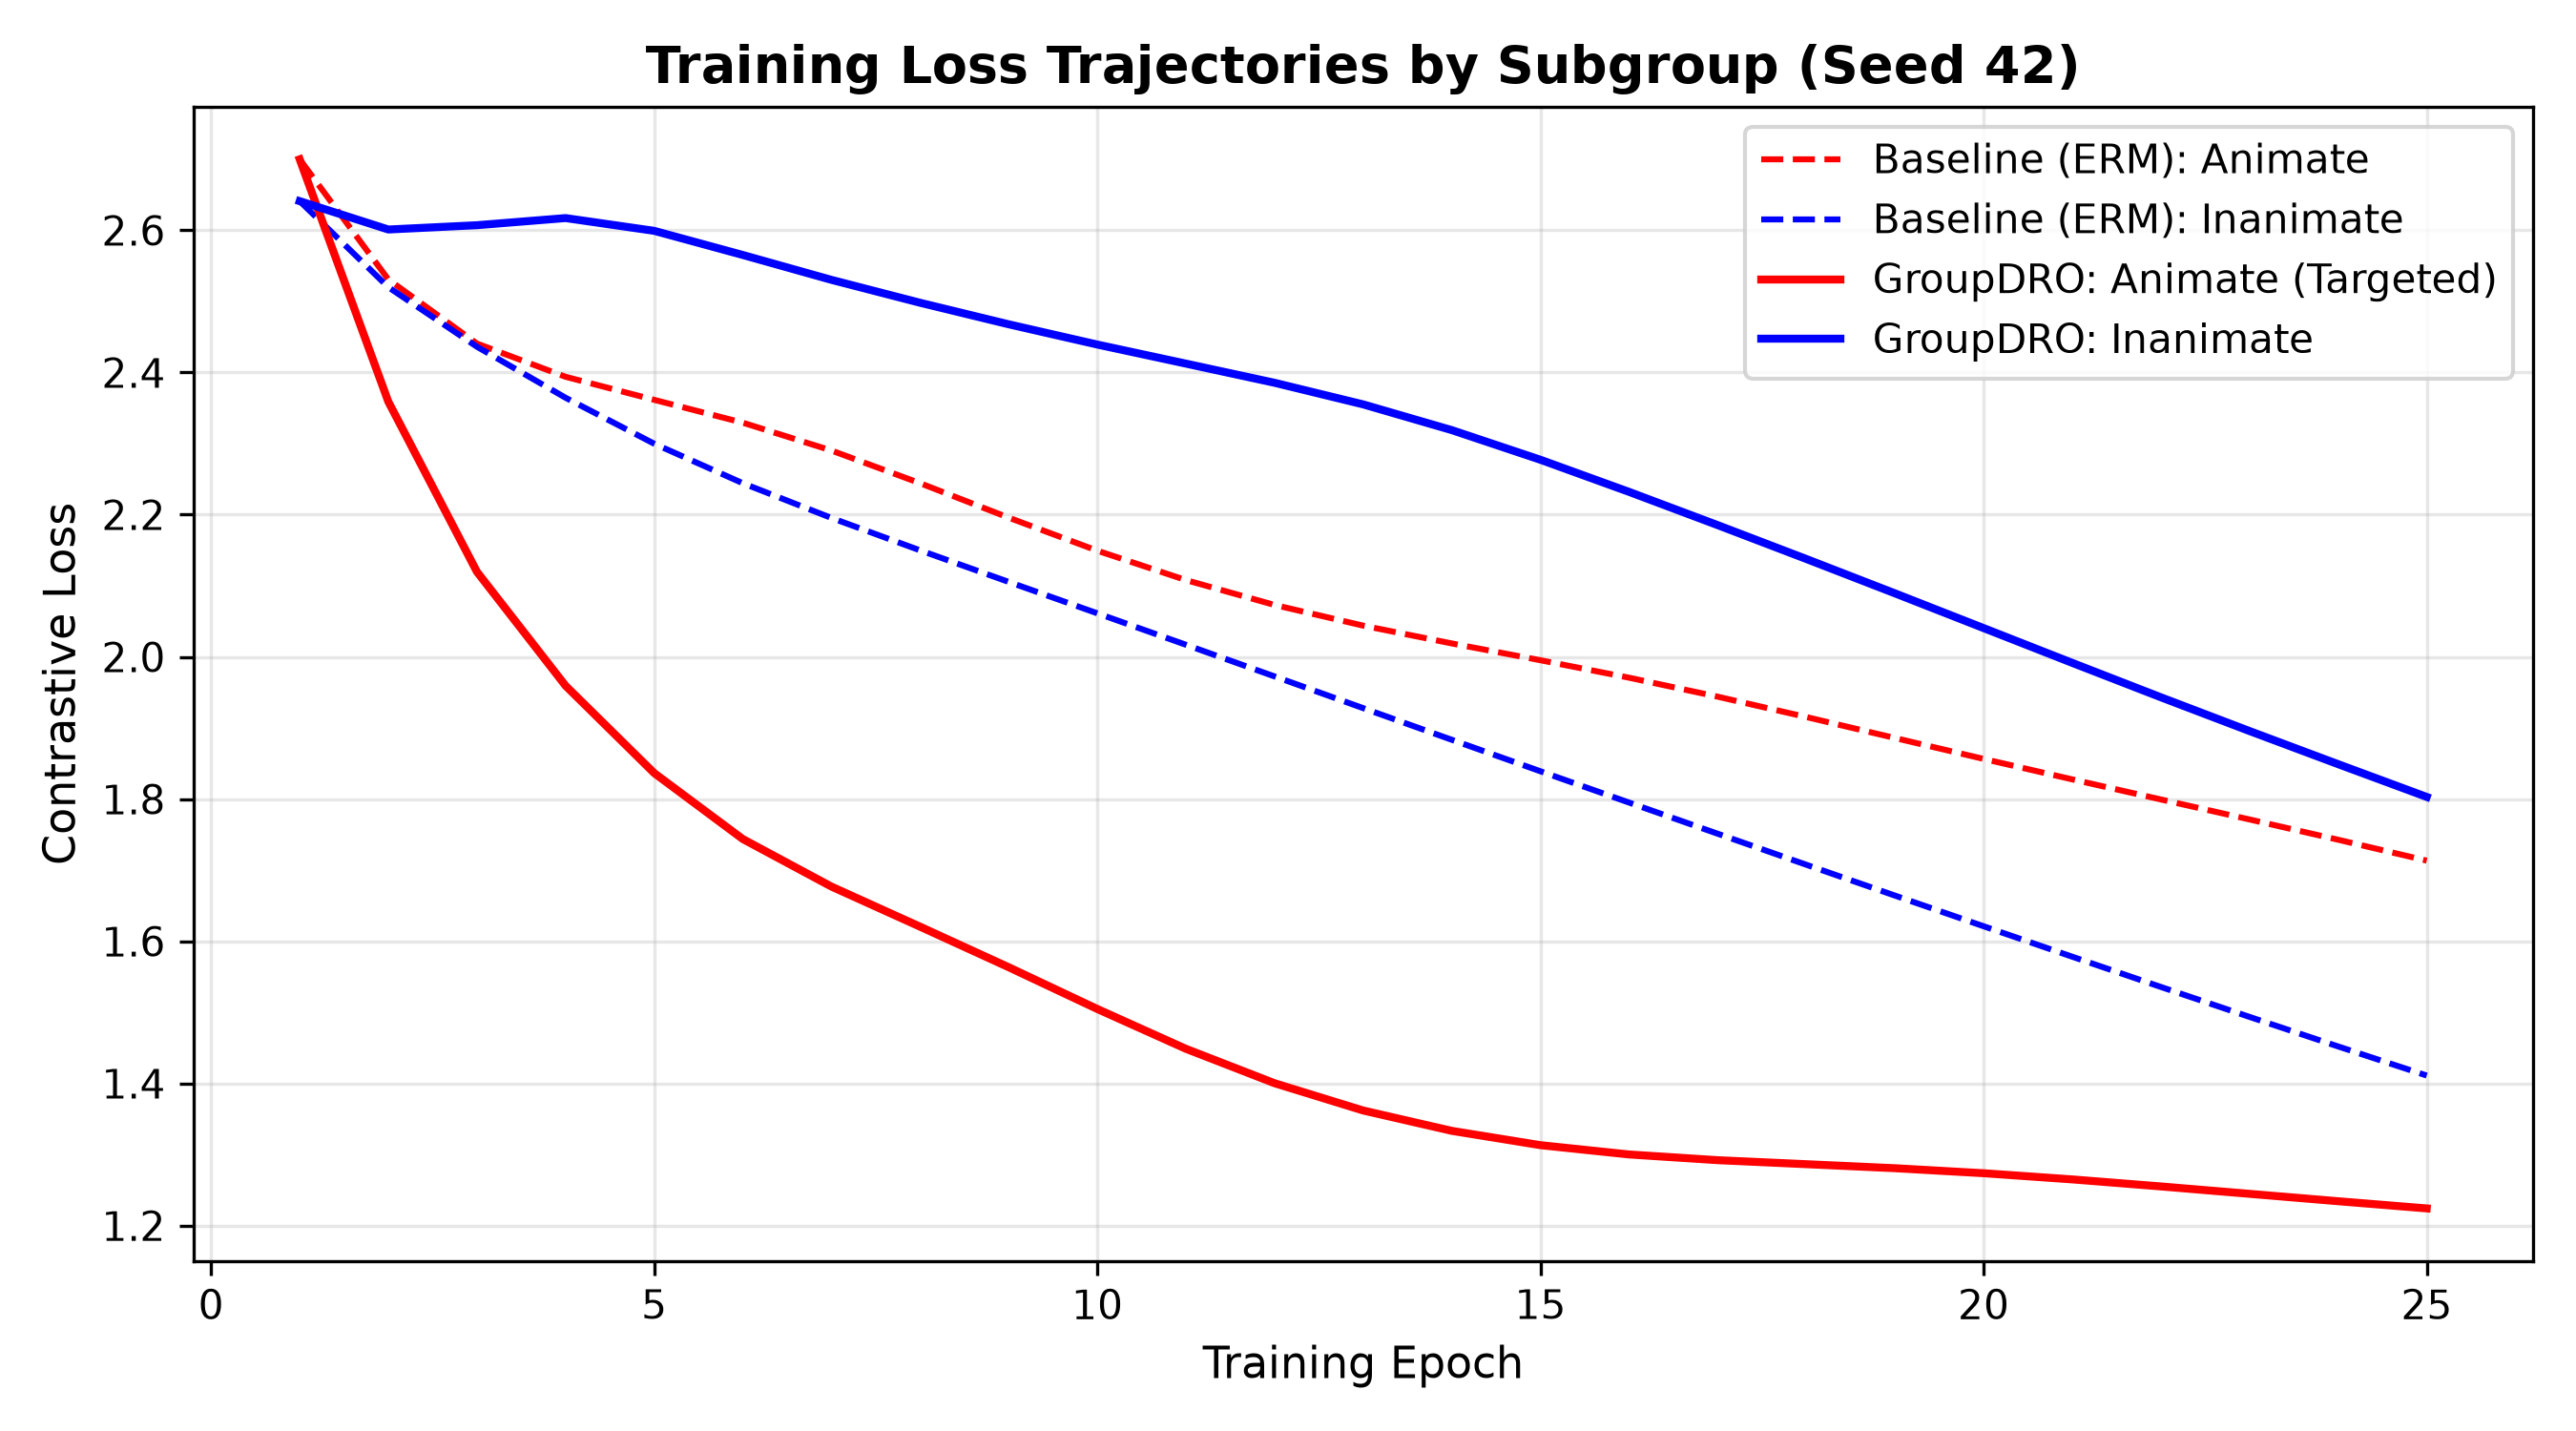 Training Loss Trajectories by Subgroup (Seed 42)
Baseline (ERM): Animate
Baseline (ERM): Inanimate
GroupDRO: Animate (Targeted)
GroupDRO: Inanimate
Contrastive Loss
2.6
2.4
2.2
2.0
1.8
1.6
1.4
1.2
0 5 10 15 20 25
Training Epoch